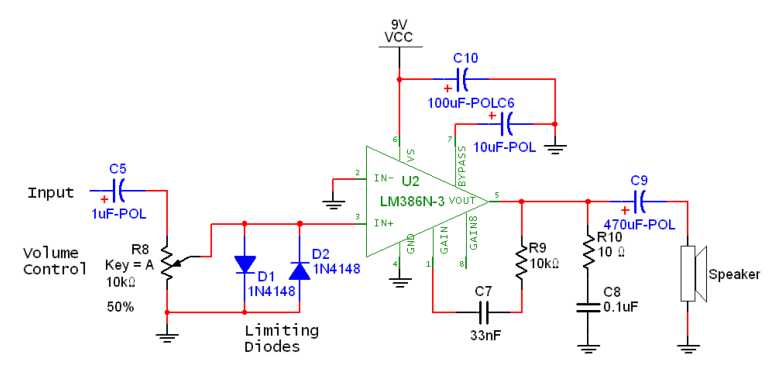 9V
VCC
C10
100uF-POL
C6
10uF-POL
6
VS
7
BYPASS
C5
Input
1uF-POL
2
IN-
U2
LM386N-3
VOUT
5
3
IN+
GND
4
GAIN
1
GAIN8
8
C9
470uF-POL
Volume
Control
R8
Key = A
10kΩ
50%
D1
1N4148
D2
1N4148
Limiting
Diodes
R9
10kΩ
C7
33nF
R10
10 Ω
C8
0.1uF
Speaker